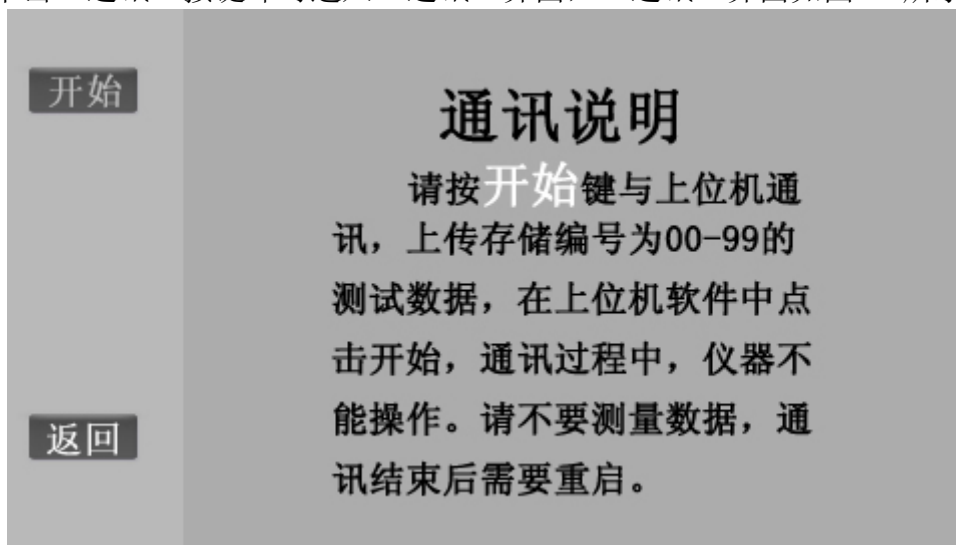 开始
通讯说明
请按开始键与上位机通
讯，上传存储编号为00-99的
测试数据，在上位机软件中点
击开始，通讯过程中，仪器不
能操作。请不要测量数据，通
讯结束后需要重启。
返回